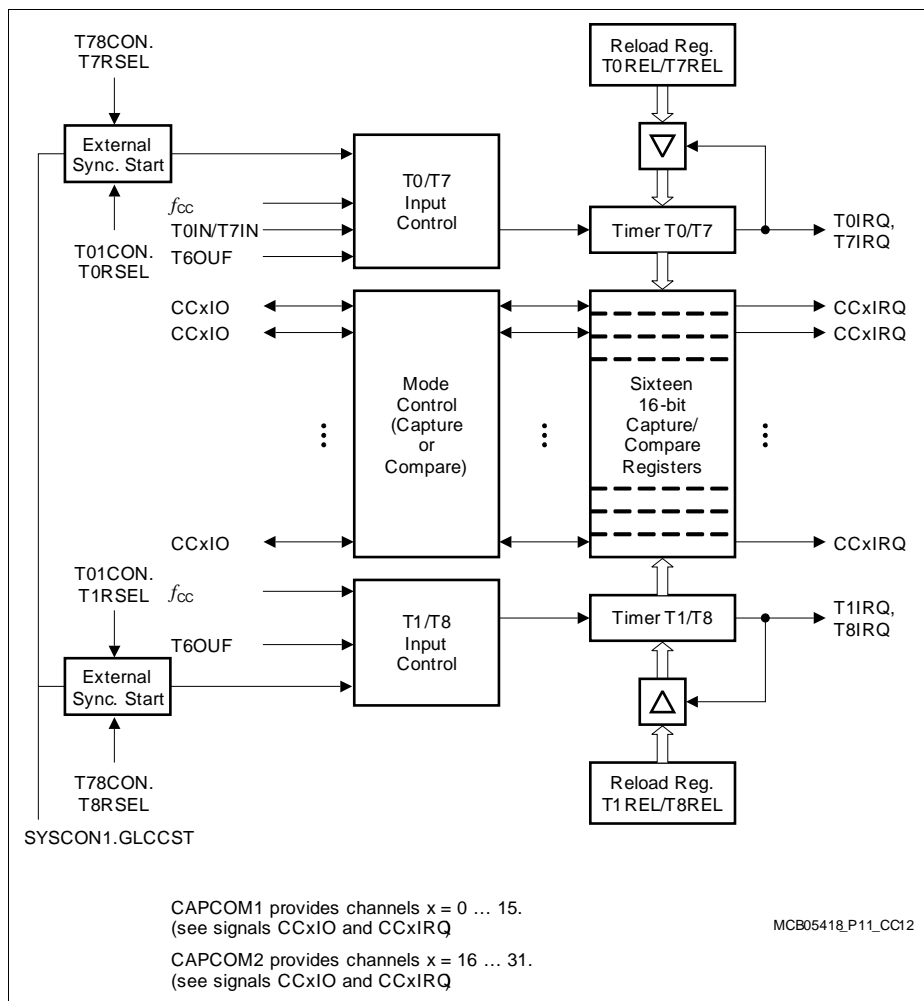 T78CON.
T7RSEL
Reload Reg.
T0REL/T7REL
External
Sync. Start
T0/T7
Input
Control
fCC
T0IN/T7IN
T6OUF
T01CON.
T0RSEL
Timer T0/T7
T0IRQ,
T7IRQ
CCxIO
CCxIO
CCxIRQ
CCxIRQ
Mode
Control
(Capture
or
Compare)
Sixteen
16-bit
Capture/
Compare
Registers
CCxIO
CCxIRQ
T01CON.
T1RSEL
fCC
T6OUF
T1/T8
Input
Control
Timer T1/T8
T1IRQ,
T8IRQ
External
Sync. Start
T78CON.
T8RSEL
Reload Reg.
T1REL/T8REL
SYSCON1.GLCCST
CAPCOM1 provides channels x = 0 … 15.
(see signals CCxIO and CCxIRQ)
MCB05418_P11_CC12
CAPCOM2 provides channels x = 16 … 31.
(see signals CCxIO and CCxIRQ)